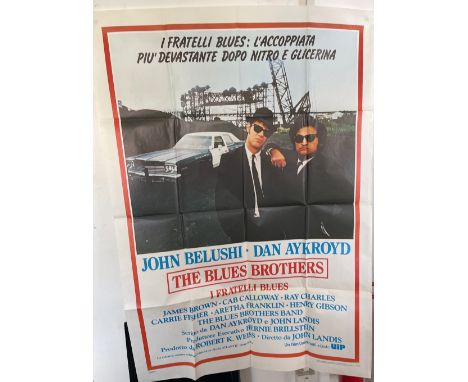 I FRATELLI BLUES: L'ACCOPPIATA
PIU' DEVASTANTE DOPO NITRO E GLICERINA
JOHN BELUSHI · DAN AYKROYD
THE BLUES BROTHERS
I FRATELLI BLUES
JAMES BROWN · CAB CALLOWAY · RAY CHARLES
CARRIE FISHER · ARETHA FRANKLIN · HENRY GIBSON
THE BLUES BROTHERS BAND
Scritto da DAN AYKROYD e JOHN LANDIS
Produttore Esecutivo BERNIE BRILLSTEIN
Prodotto da ROBERT K. WEISS · Diretto da JOHN LANDIS
UIP